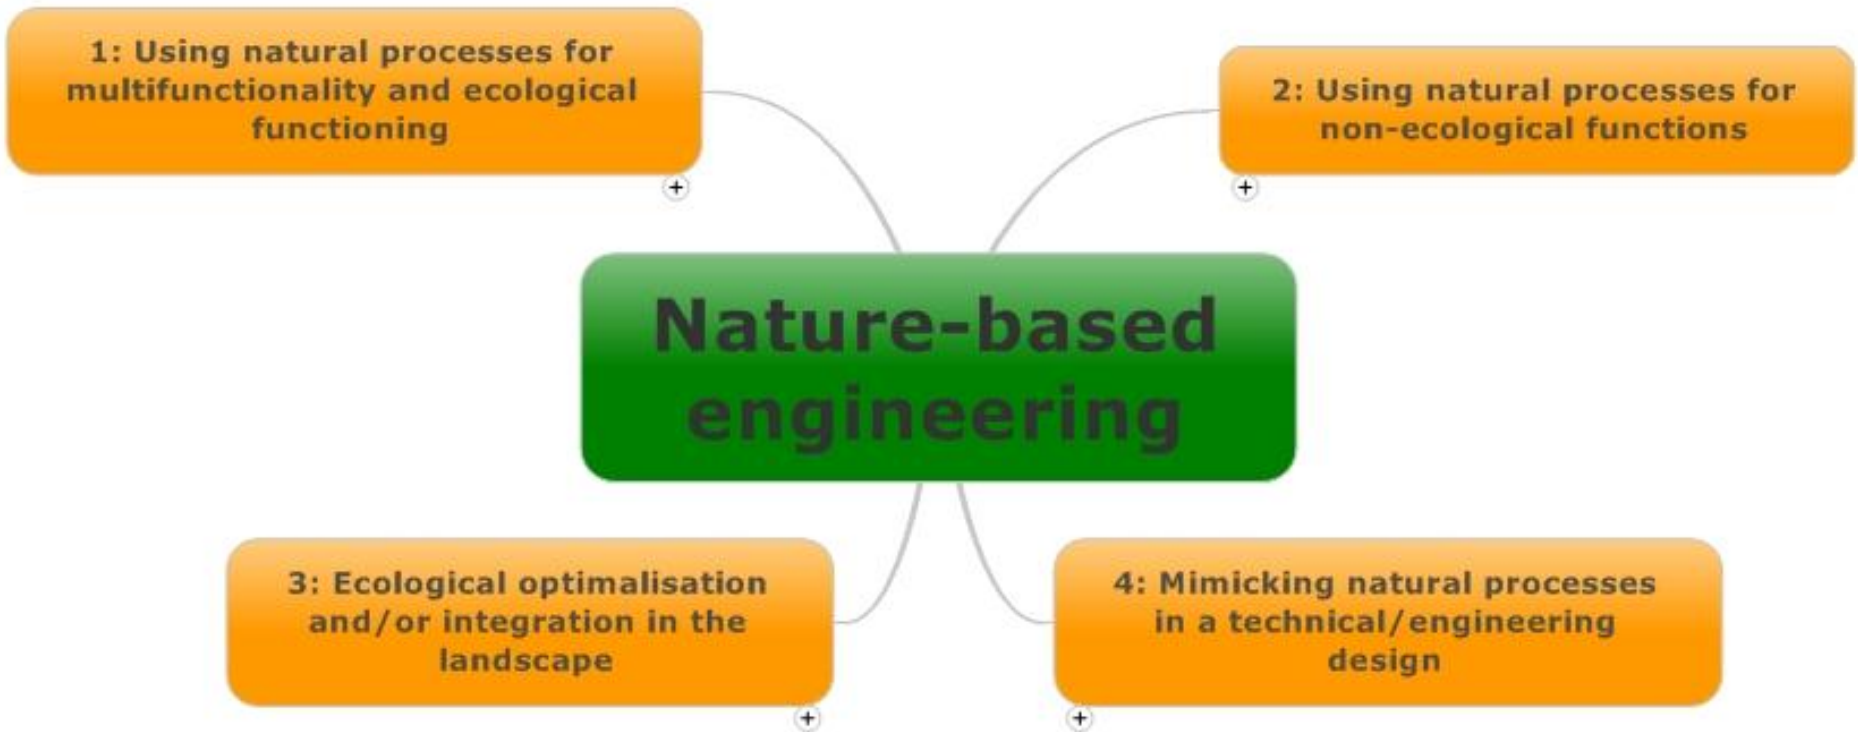 1: Using natural processes for
multifunctionality and ecological
functioning
2: Using natural processes for
non-ecological functions
Nature-based
engineering
3: Ecological optimalisation
and/or integration in the
landscape
4: Mimicking natural processes
in a technical/engineering
design